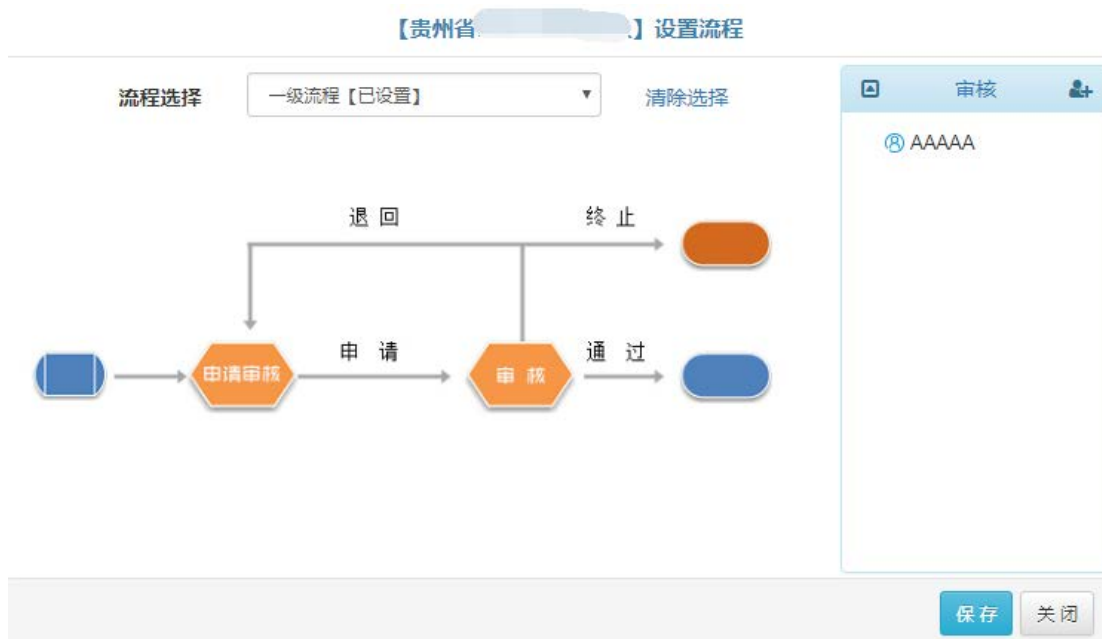 【贵州省 】设置流程
流程选择 一级流程【已设置】 清除选择
审核
AAAAA
退 回 终 止
申 请 通 过
申请审核 审 核
保 存 关 闭